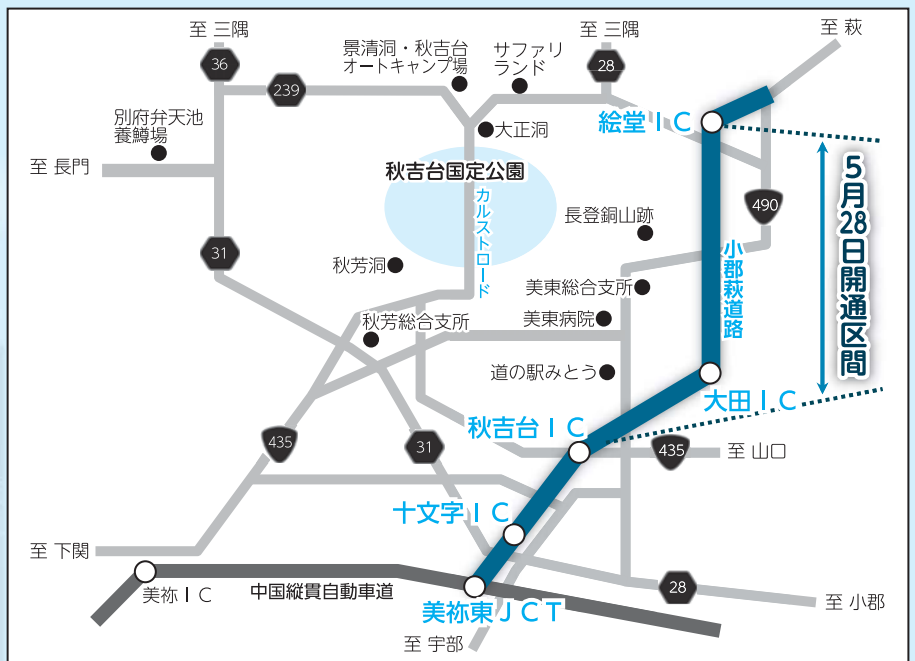 至 三隅
至 三隅
至 萩
36
景清洞・秋吉台
オートキャンプ場
サファリ
ランド
28
239
別府弁天池
養鱒場
大正洞
絵堂ＩＣ
至 長門
秋吉台国定公園
カルストロード
長登銅山跡
490
5月28日開通区間
31
秋芳洞
小郡萩道路
美東総合支所
秋芳総合支所
美東病院
道の駅みとう
大田ＩＣ
秋吉台ＩＣ
435
31
435
至 山口
十文字ＩＣ
至 下関
美祢ＩＣ
中国縦貫自動車道
28
美祢東ＪＣＴ
至 小郡
至 宇部